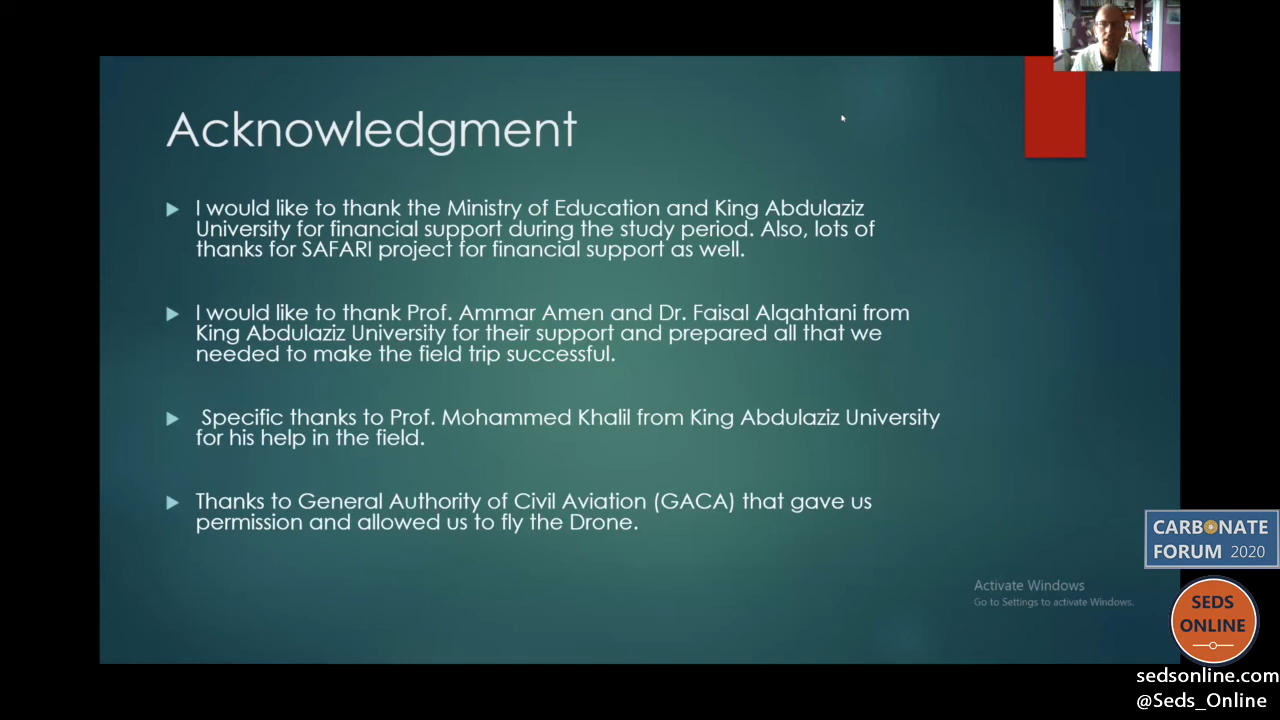 Acknowledgment
I would like to thank the Ministry of Education and King Abdulaziz
University for financial support during the study period. Also, lots of
thanks for SAFARI project for financial support as well.
I would like to thank Prof. Ammar Amen and Dr. Faisal Alqahtani from
King Abdulaziz University for their support and prepared all that we
needed to make the field trip successful.
Specific thanks to Prof. Mohammed Khalil from King Abdulaziz University
for his help in the field.
Thanks to General Authority of Civil Aviation (GACA) that gave us
permission and allowed us to fly the Drone.
CARBONATE
FORUM 2020
Activate Windows
Go to Settings to activate Windows.
SEDS
ONLINE
sedsonline.com
@Seds_Online